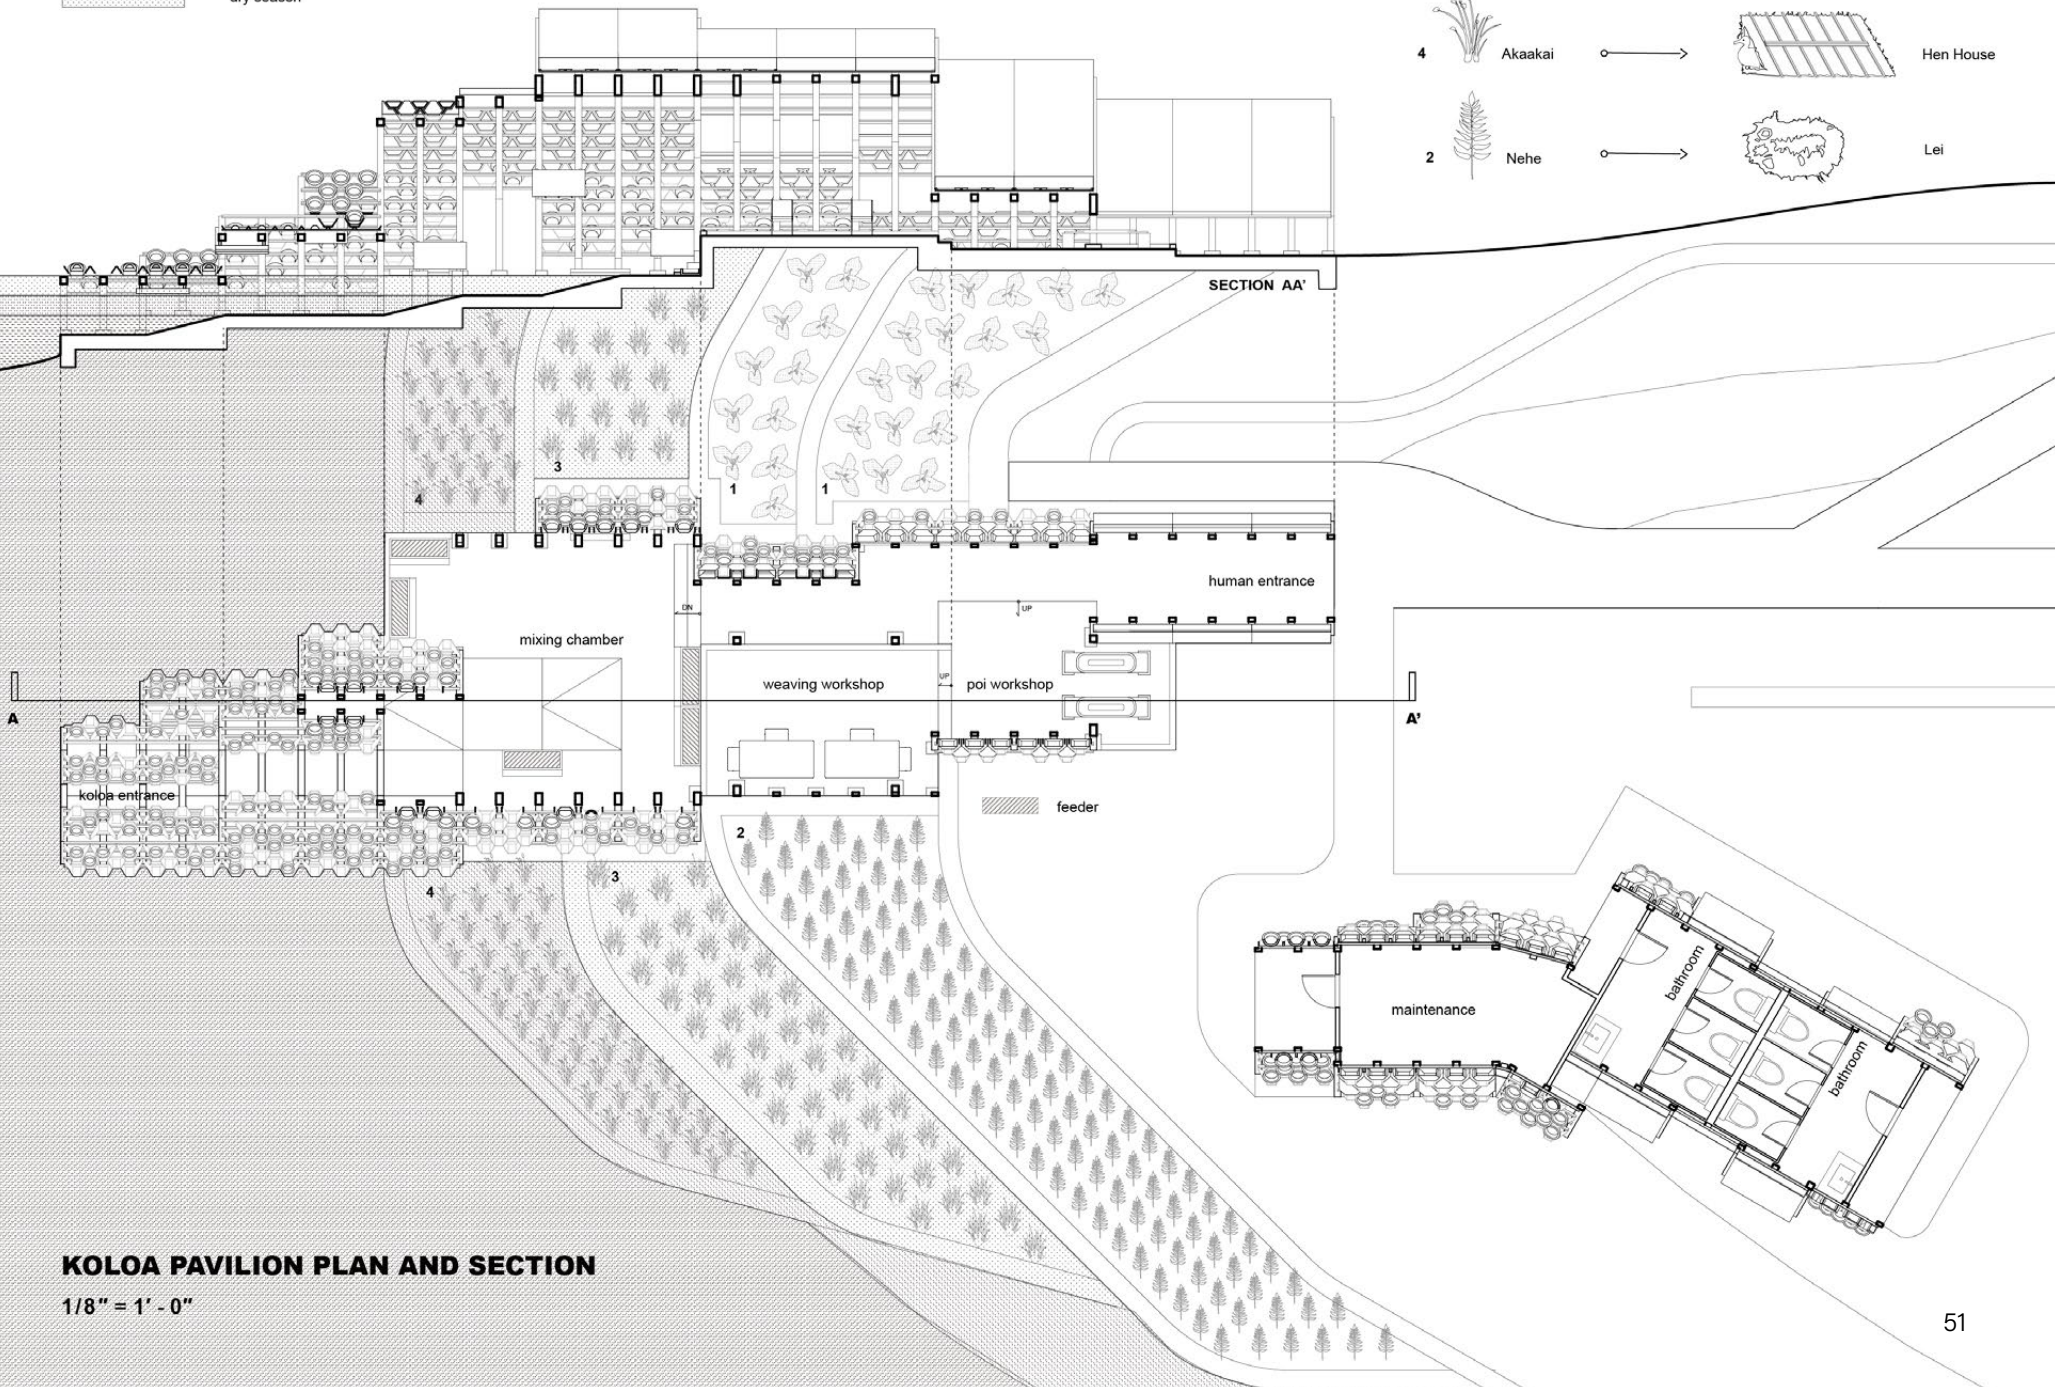 dry season
4 Akaakai Hen House
2 Nehe Lei
SECTION AA'
3
4
1
1
human entrance
DN
UP
mixing chamber
weaving workshop
UP
poi workshop
A
A'
koloa entrance
feeder
2
3
4
bathroom
maintenance
bathroom
KOLOA PAVILION PLAN AND SECTION
1/8" = 1' - 0"
51